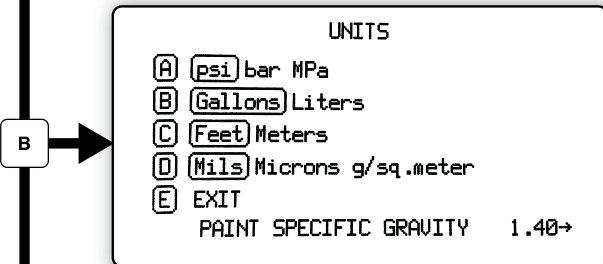 UNITS
A psi bar MPa
B Gallons Liters
C Feet Meters
D Mils Microns g/sq.meter
E EXIT
PAINT SPECIFIC GRAVITY 1.40→
B